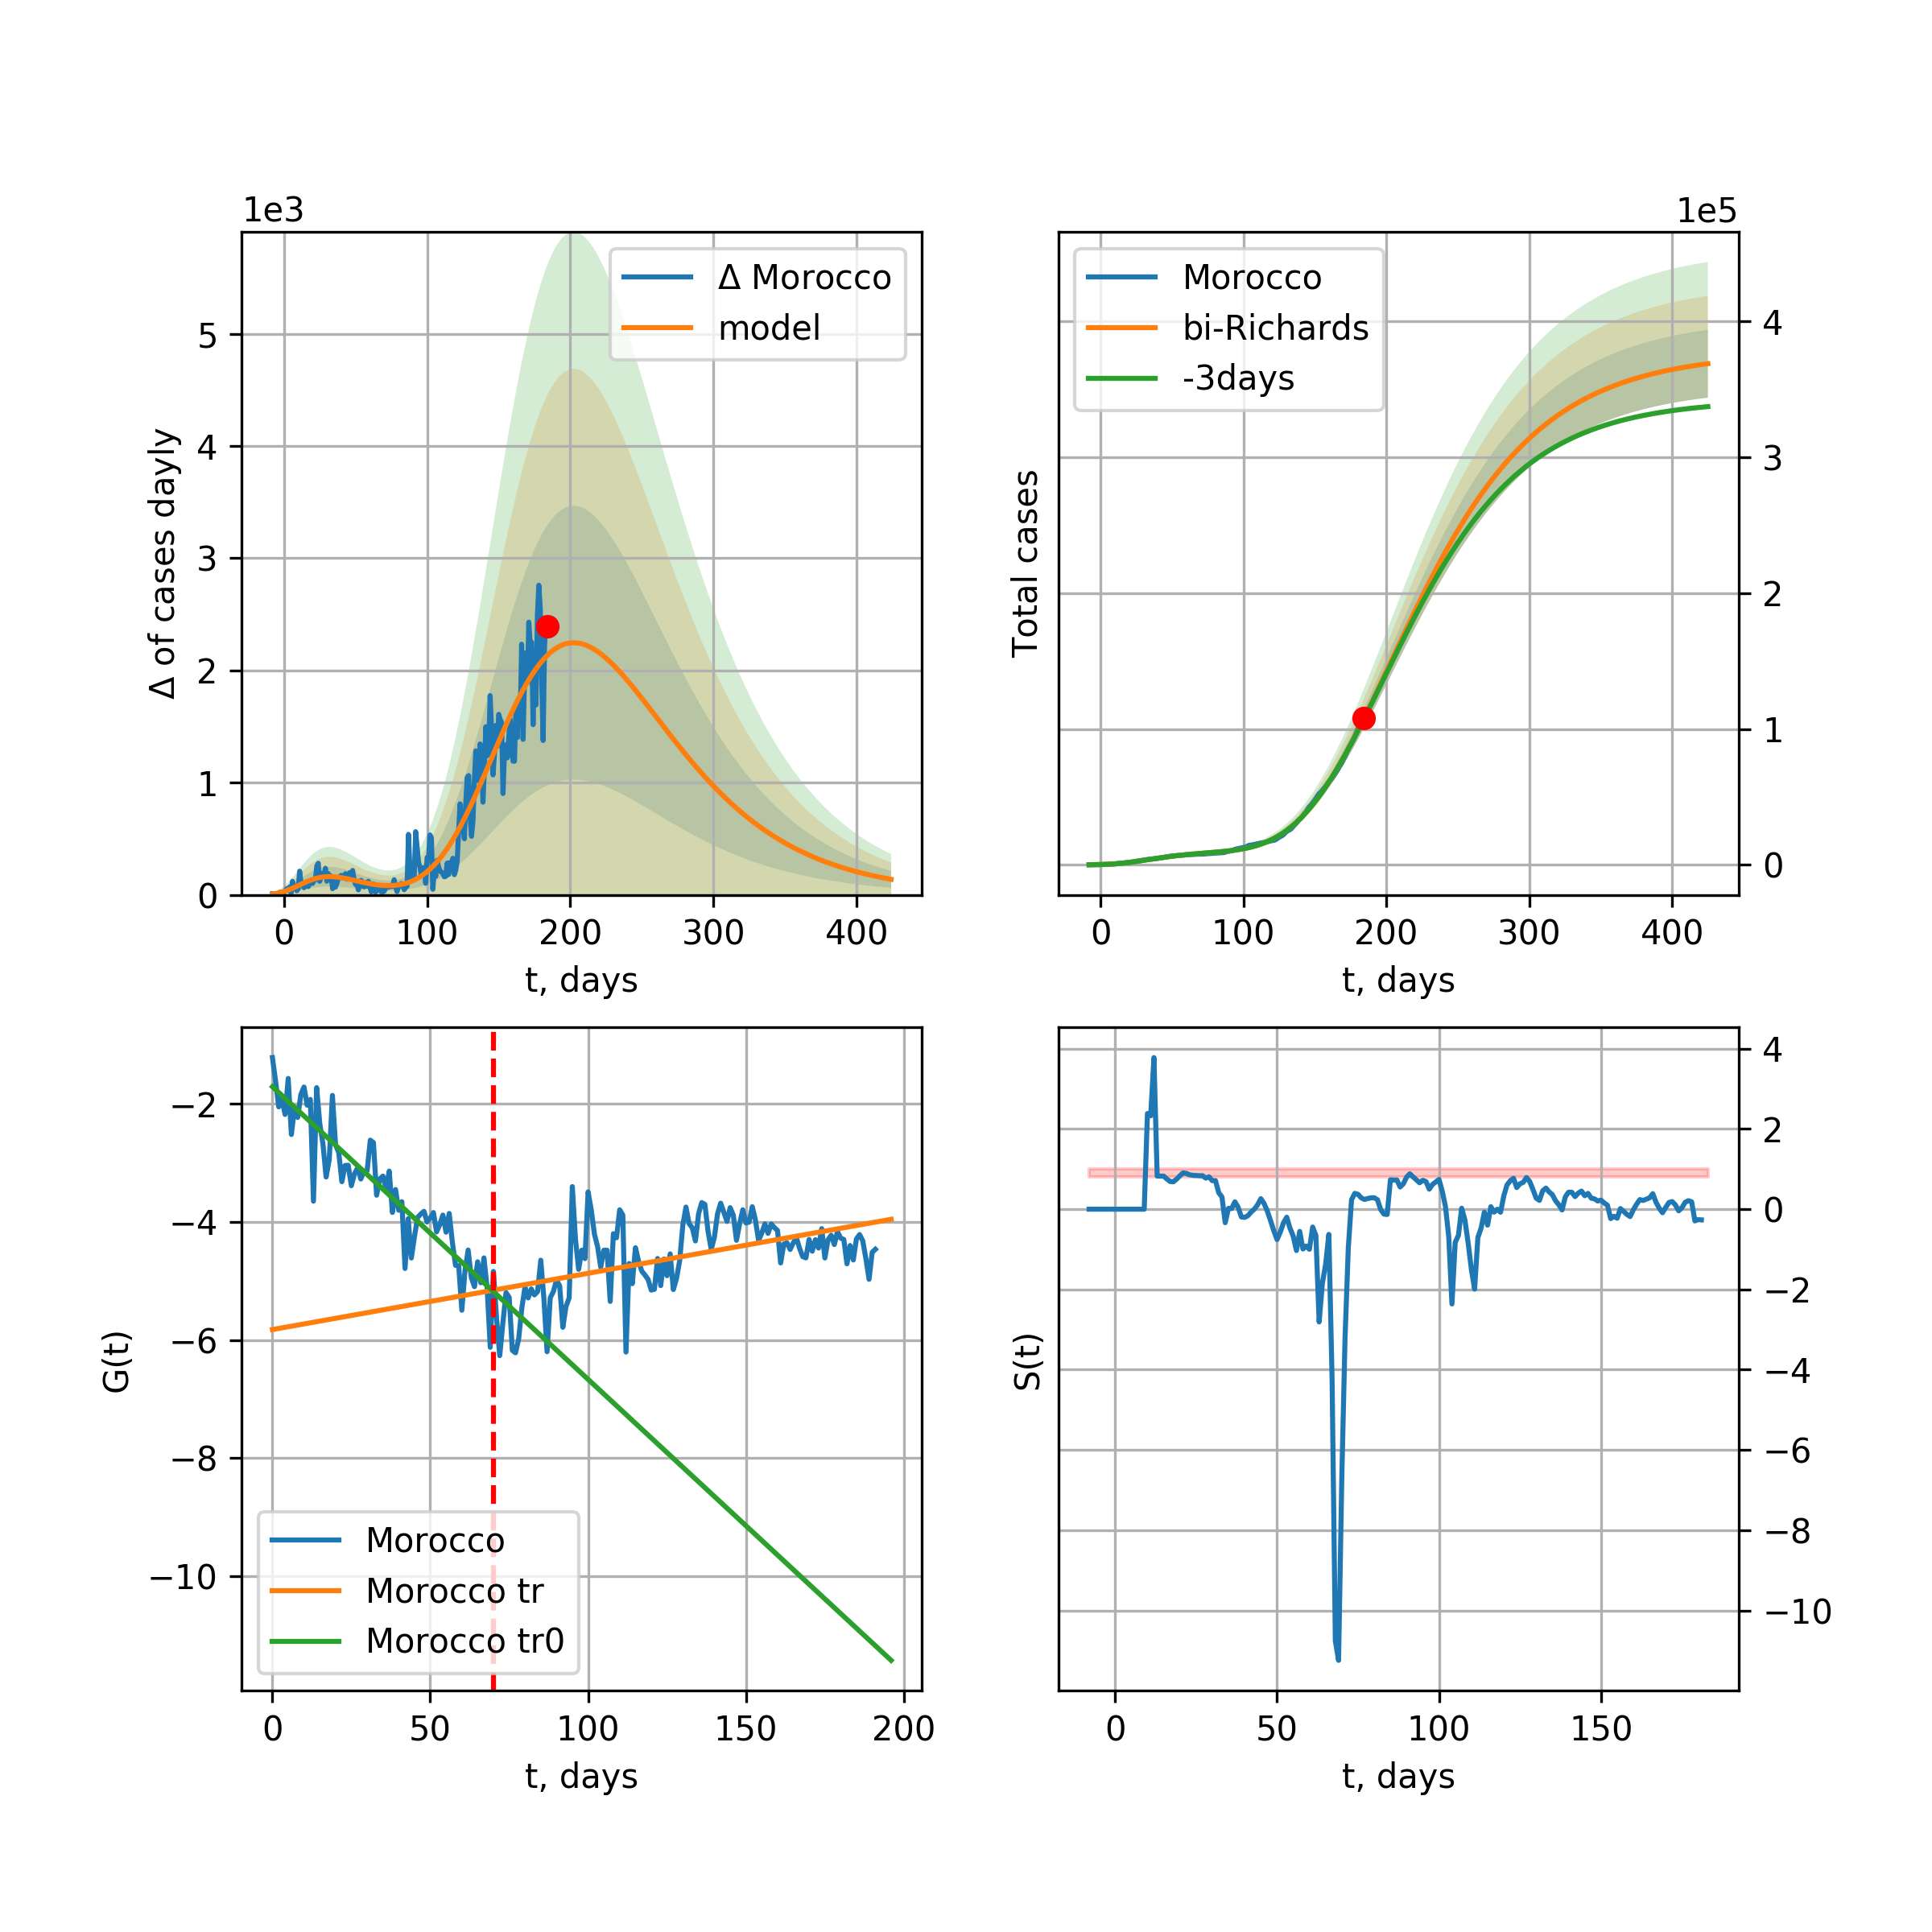 1e3
Δ of cases dayly
5
4
3
2
1
0
0 100 200 300 400
t, days
Δ Morocco
model
1e5
Total cases
4
3
2
1
0
0 100 200 300 400
t, days
Morocco
bi-Richards
-3days
G(t)
−2
−4
−6
−8
−10
0 50 100 150 200
t, days
Morocco
Morocco tr
Morocco tr0
S(t)
4
2
0
−2
−4
−6
−8
−10
0 50 100 150
t, days